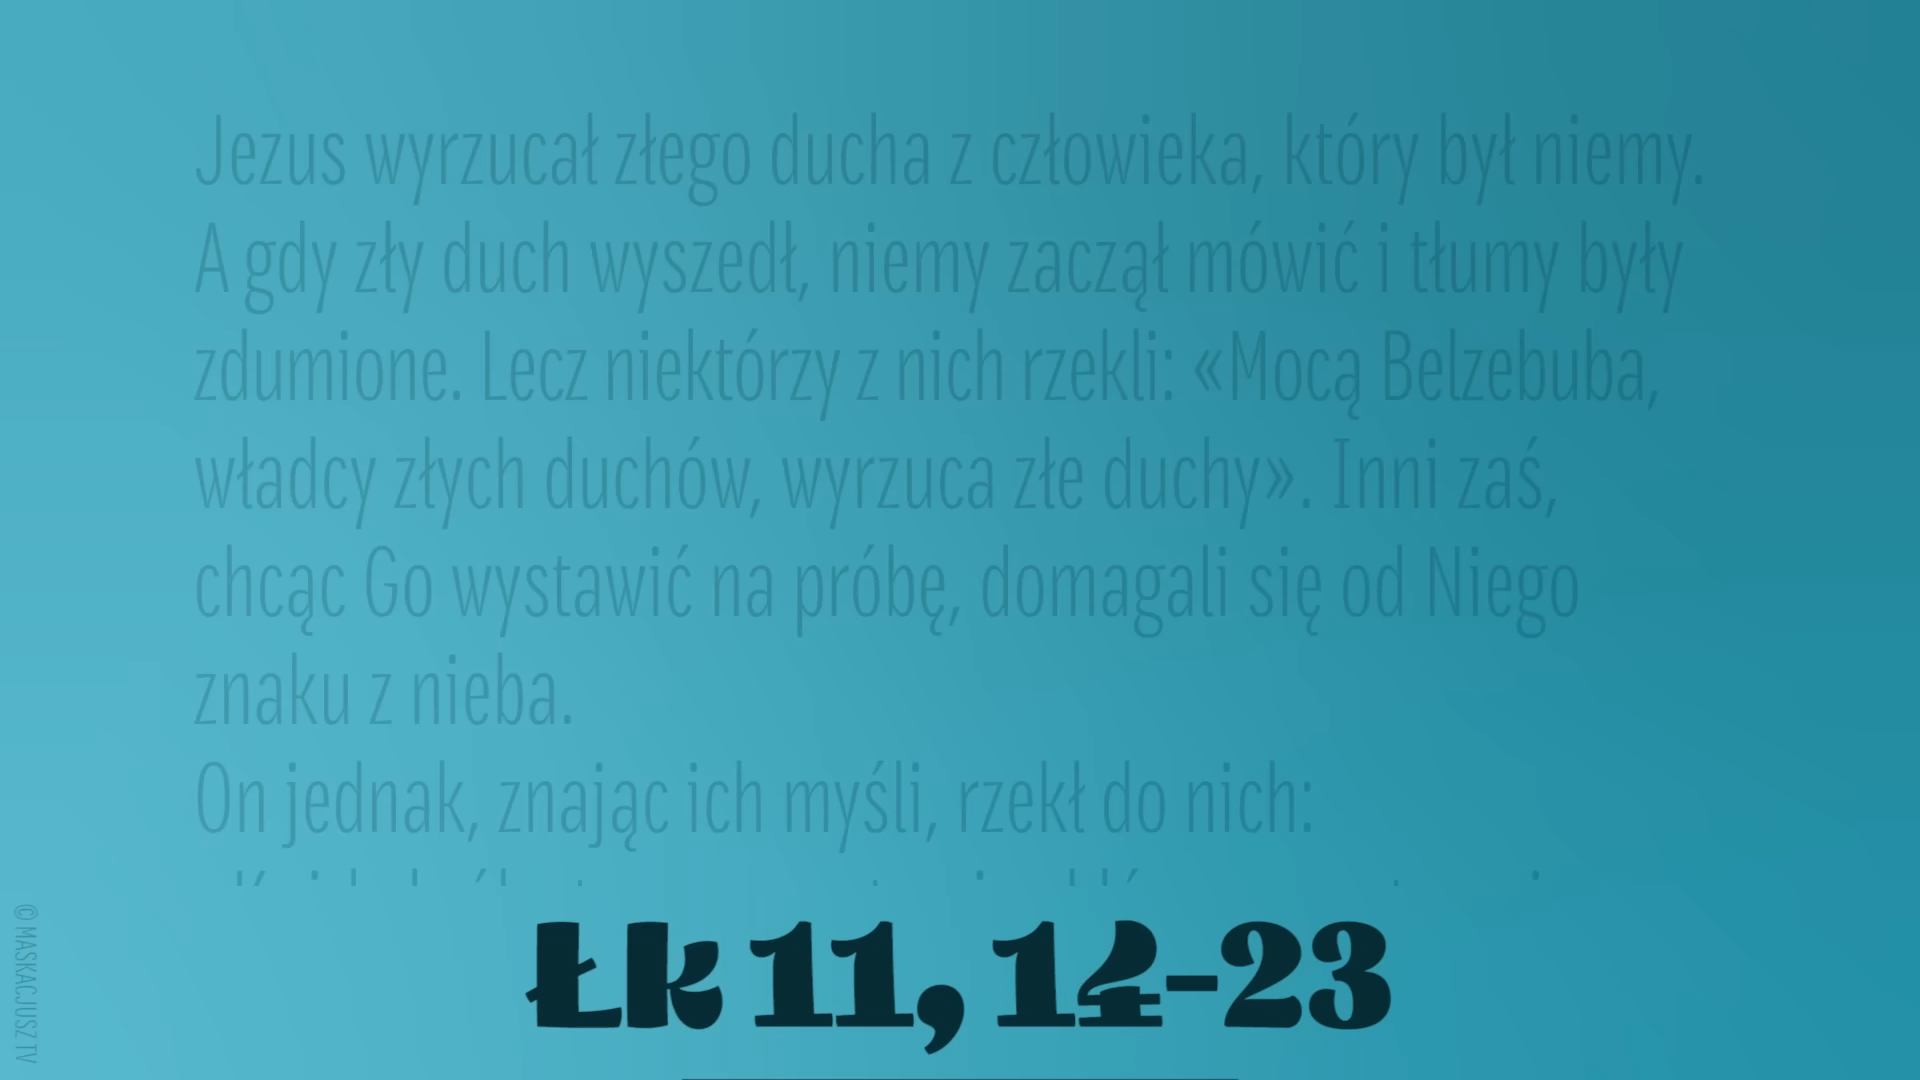 Jezus wyrzucał złego ducha z człowieka, który był niemy.
A gdy zły duch wyszedł, niemy zaczął mówić i tłumy były
zdumione. Lecz niektórzy z nich rzekli: «Mocą Belzebuba,
władcy złych duchów, wyrzuca złe duchy». Inni zaś,
chcąc Go wystawić na próbę, domagali się od Niego
znaku z nieba.
On jednak, znając ich myśli, rzekł do nich:
Łk 11, 14-23
© MASKACJUSZ TV